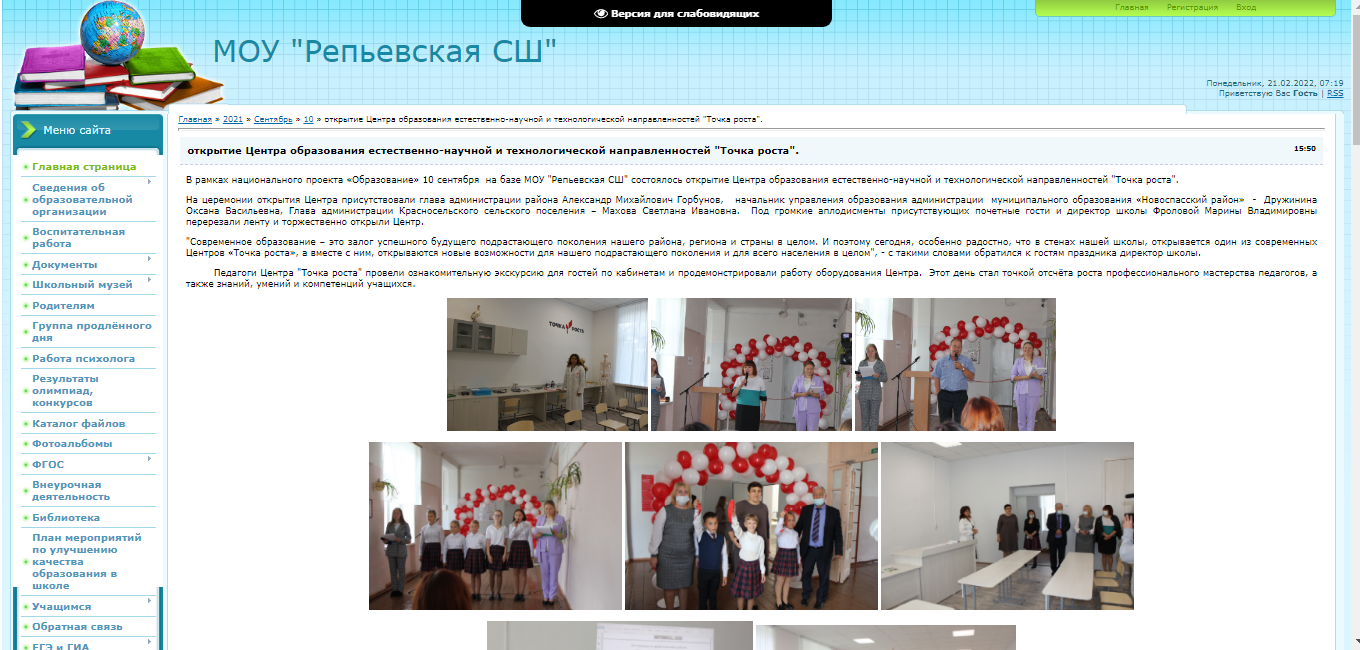 Версия для слабовидящих
Главная Регистрация Вход
МОУ "Репьевская СШ"
Понедельник, 21.02.2022, 07:19
Приветствую Вас Гость | RSS
Меню сайта
Главная страница
Сведения об
образовательной
организации
Воспитательная
работа
Документы
Школьный музей
Родителям
Группа продлённого
дня
Работа психолога
Результаты
олимпиад,
конкурсов
Каталог файлов
Фотоальбомы
ФГОС
Внеурочная
деятельность
Библиотека
План мероприятий
по улучшению
качества
образования в
школе
Учащимся
Обратная связь
ЕГЭ и ГИА
Главная » 2021 » Сентябрь » 10 » открытие Центра образования естественно-научной и технологической направленностей "Точка роста".
открытие Центра образования естественно-научной и технологической направленностей "Точка роста". 15:50
В рамках национального проекта «Образование» 10 сентября на базе МОУ "Репьевская СШ" состоялось открытие Центра образования естественно-научной и технологической направленностей "Точка роста".
На церемонии открытия Центра присутствовали глава администрации района Александр Михайлович Горбунов, начальник управления образования администрации муниципального образования «Новоспасский район» - Дружинина
Оксана Васильевна, Глава администрации Красносельского сельского поселения – Махова Светлана Ивановна. Под громкие аплодисменты присутствующих почетные гости и директор школы Фроловой Марины Владимировны
перерезали ленту и торжественно открыли Центр.
"Современное образование – это залог успешного будущего подрастающего поколения нашего района, региона и страны в целом. И поэтому сегодня, особенно радостно, что в стенах нашей школы, открывается один из современных
Центров «Точка роста», а вместе с ним, открываются новые возможности для нашего подрастающего поколения и для всего населения в целом", - с такими словами обратился к гостям праздника директор школы.
Педагоги Центра "Точка роста" провели ознакомительную экскурсию для гостей по кабинетам и продемонстрировали работу оборудования Центра. Этот день стал точкой отсчёта роста профессионального мастерства педагогов, а
также знаний, умений и компетенций учащихся.
ТОЧКА РОСТА